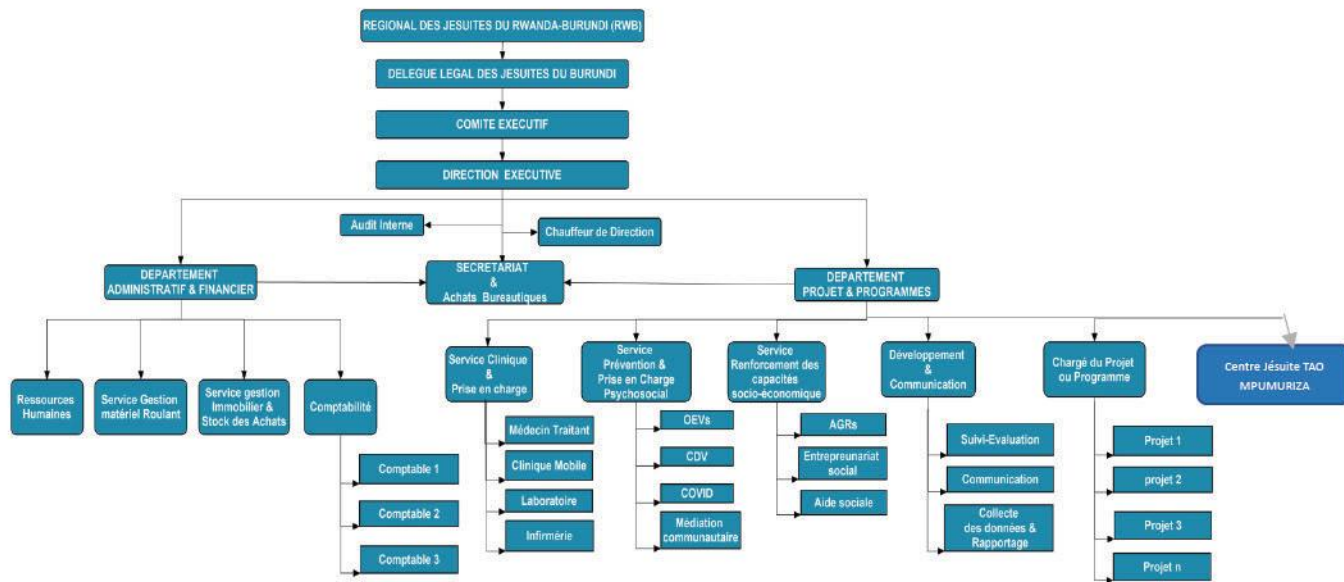 REGIONAL DES JESUITES DU RWANDA-BURUNDI (RWB)
DELEGUE LEGAL DES JESUITES DU BURUNDI
COMITE EXECUTIF
DIRECTION EXECUTIVE
Audit Interne
Chauffeur de Direction
DEPARTEMENT
ADMINISTRATIF & FINANCIER
SECRETARIAT
&
Achats Bureautiques
DEPARTEMENT
PROJET & PROGRAMMES
Ressources
Humaines
Service Gestion
matériel Roulant
Service gestion
Immobilier &
Stock des Achats
Comptabilité
Service Clinique
&
Prise en charge
Service
Prévention &
Prise en Charge
Psychosocial
Service
Renforcement des
capacités
socio-économique
Développement
&
Communication
Chargé du Projet
ou Programme
Centre Jésuite TAO
MPUMURIZA
Comptable 1
Comptable 2
Comptable 3
Médecin Traitant
Clinique Mobile
Laboratoire
Infirmérie
OEVs
CDV
COVID
Médiation
communautaire
AGRs
Entrepreunariat
social
Aide sociale
Suivi-Evaluation
Communication
Collecte
des données &
Rapportage
Projet 1
projet 2
Projet 3
Projet n